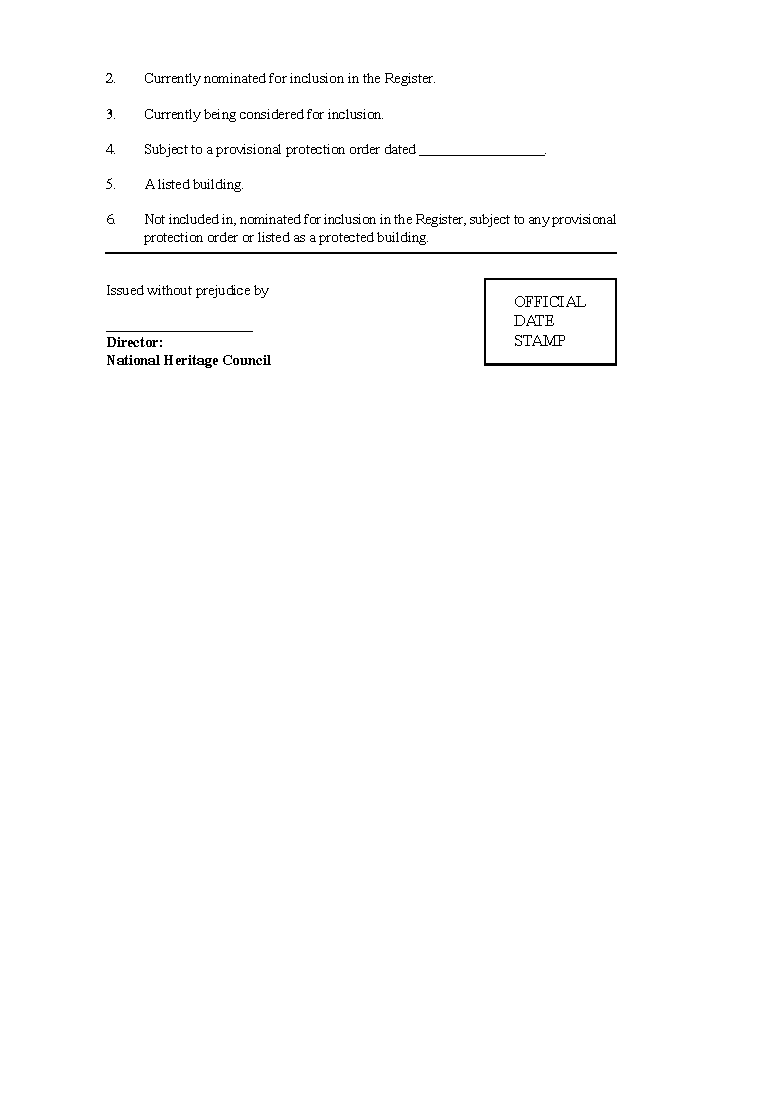 2. Currently nominated for inclusion in the Register.
3. Currently being considered for inclusion.
4. Subject to a provisional protection order dated __________________.
5. A listed building.
6. Not included in, nominated for inclusion in the Register, subject to any provisional
protection order or listed as a protected building.
Issued without prejudice by
_____________________
Director:
National Heritage Council
OFFICIAL
DATE
STAMP